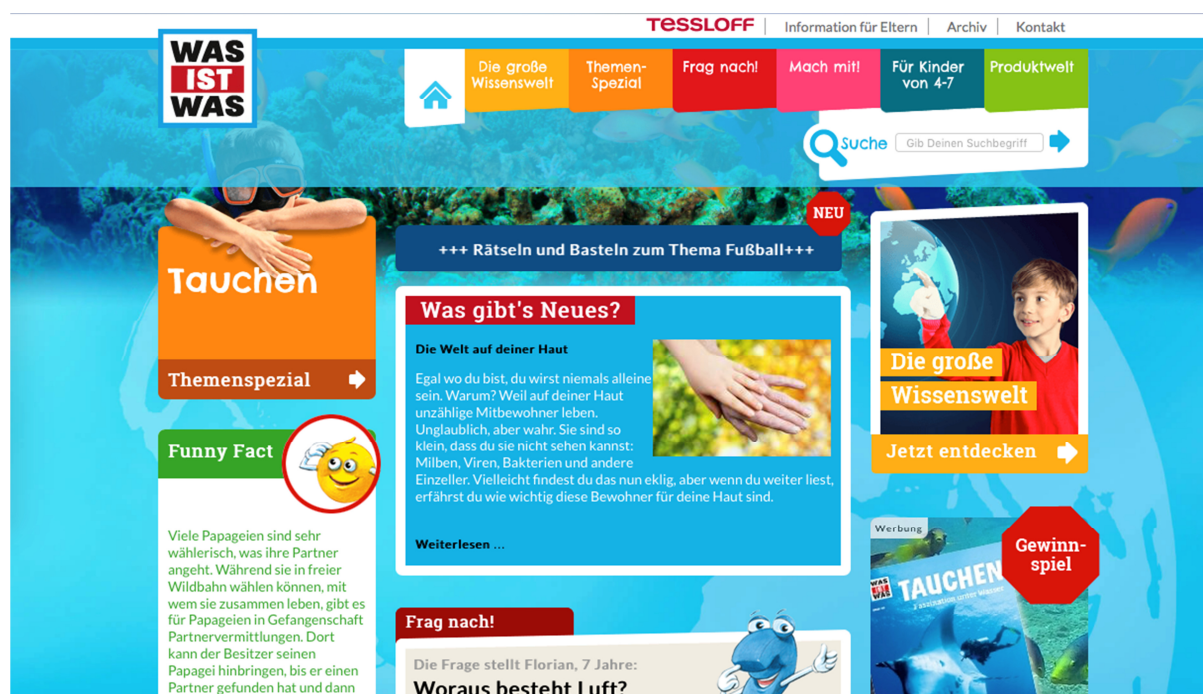 TESSLOFF
Information für Eltern
Archiv
Kontakt
WAS
IST
WAS
Die große
Wissenswelt
Themen-
Spezial
Frag nach!
Mach mit!
Für Kinder
von 4-7
Produktwelt
Suche
Gib Deinen Suchbegriff
Tauchen
Themenspezial
Funny Fact
Viele Papageien sind sehr
wählerisch, was ihre Partner
angeht. Während sie in freier
Wildbahn wählen können, mit
wem sie zusammen leben, gibt es
für Papageien in Gefangenschaft
Partnervermittlungen. Dort
kann der Besitzer seinen
Papagei hinbringen, bis er einen
Partner gefunden hat und dann
NEU
+++ Rätseln und Basteln zum Thema Fußball+++
Was gibt's Neues?
Die Welt auf deiner Haut
Egal wo du bist, du wirst niemals alleine
sein. Warum? Weil auf deiner Haut
unzählige Mitbewohner leben.
Unglaublich, aber wahr. Sie sind so
klein, dass du sie nicht sehen kannst:
Milben, Viren, Bakterien und andere
Einzeller. Vielleicht findest du das nun eklig, aber wenn du weiter liest,
erfährst du wie wichtig diese Bewohner für deine Haut sind.
Weiterlesen ...
Frag nach!
Die Frage stellt Florian, 7 Jahre:
Woraus besteht Luft?
Die große
Wissenswelt
Jetzt entdecken
Werbung
Gewinn-
spiel
WAS
IST
WAS
TAUCHEN
Faszination unter Wasser